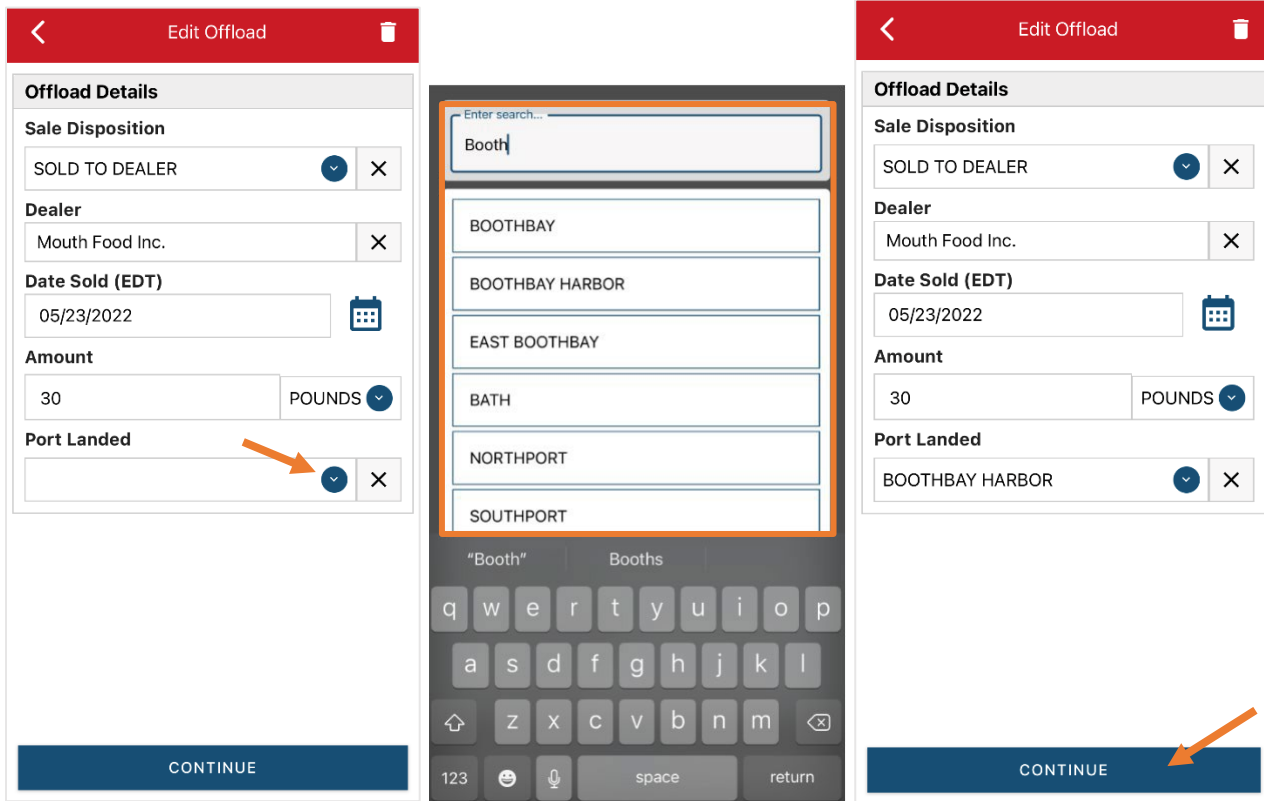 Edit Offload
Offload Details
Sale Disposition
SOLD TO DEALER
Dealer
Mouth Food Inc.
Date Sold (EDT)
05/23/2022
Amount
30 POUNDS
Port Landed
CONTINUE
Enter search...
Booth
BOOTHBAY
BOOTHBAY HARBOR
EAST BOOTHBAY
BATH
NORTHPORT
SOUTHPORT
“Booth” Booths
q w e r t y u i o p
a s d f g h j k l
z x c v b n m
123 space return
Edit Offload
Offload Details
Sale Disposition
SOLD TO DEALER
Dealer
Mouth Food Inc.
Date Sold (EDT)
05/23/2022
Amount
30 POUNDS
Port Landed
BOOTHBAY HARBOR
CONTINUE